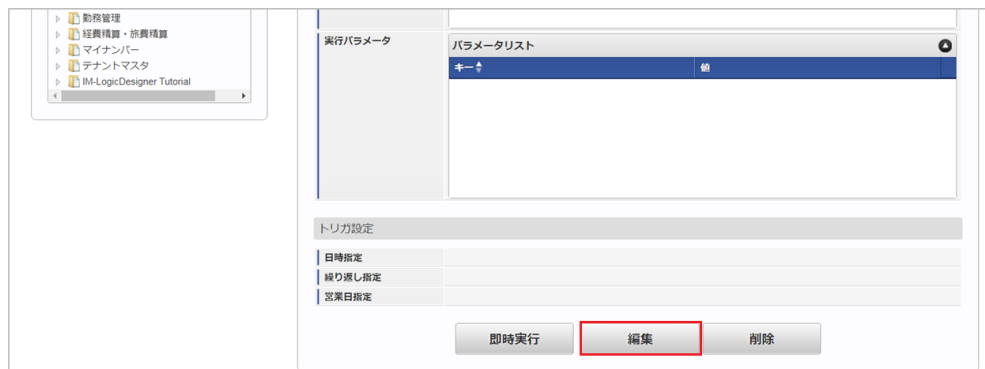 勤務管理
経費精算・旅費精算
マイナンバー
テナントマスタ
IM-LogicDesigner Tutorial
実行パラメータ
パラメータリスト
キー
値
トリガ設定
日時指定
繰り返し指定
営業日指定
即時実行
編集
削除